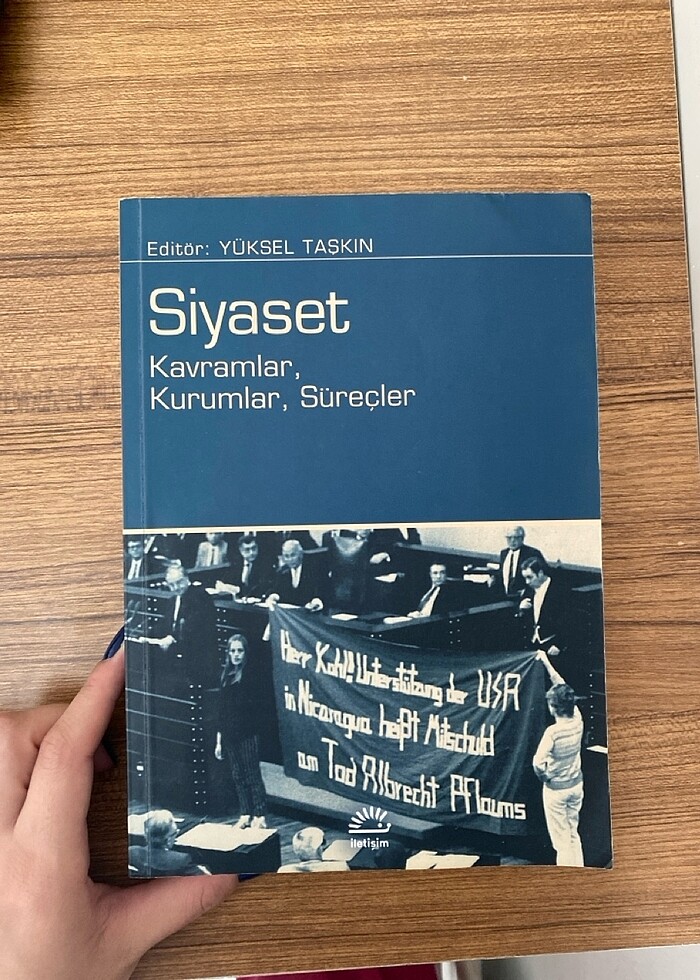 Editör: YÜKSEL TAŞKIN
Siyaset
Kavramlar,
Kurumlar, Süreçler
Herr Kohl! Unterstützung der USA
in Nicaragua heißt Mitschuld
am Tod Albrecht Pflaums
iletişim